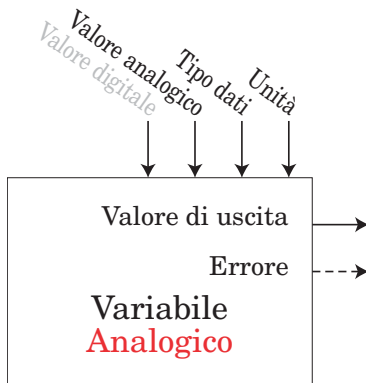 Valore digitale
Valore analogico
Tipo dati
Unità
Valore di uscita
Errore
Variabile
Analogico